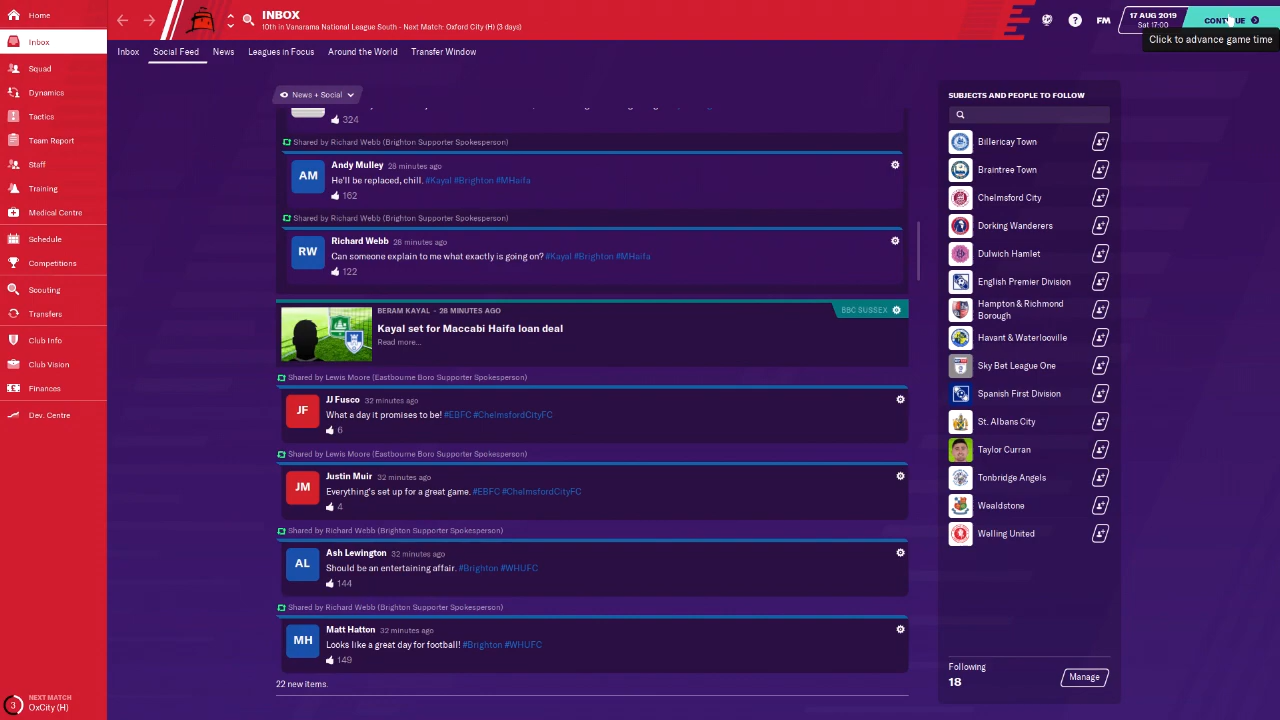 Home
Inbox
Squad
Dynamics
Tactics
Team Report
Staff
Training
Medical Centre
Schedule
Competitions
Scouting
Transfers
Club Info
Club Vision
Finances
Dev. Centre
3
NEXT MATCH
OxCity (H)
INBOX
10th in Vanarama National League South - Next Match: Oxford City (H) (3 days)
?
FM
17 AUG 2019
Sat 17:00
CONTINUE
Click to advance game time
Inbox Social Feed News Leagues in Focus Around the World Transfer Window
News + Social
324
Shared by Richard Webb (Brighton Supporter Spokesperson)
AM
Andy Mulley 28 minutes ago
He'll be replaced, chill. #Kayal #Brighton #MHaifa
162
Shared by Richard Webb (Brighton Supporter Spokesperson)
RW
Richard Webb 28 minutes ago
Can someone explain to me what exactly is going on? #Kayal #Brighton #MHaifa
122
BERAM KAYAL - 28 MINUTES AGO
BBC SUSSEX
Kayal set for Maccabi Haifa loan deal
Read more...
Shared by Lewis Moore (Eastbourne Boro Supporter Spokesperson)
JF
JJ Fusco 32 minutes ago
What a day it promises to be! #EBFC #ChelmsfordCityFC
6
Shared by Lewis Moore (Eastbourne Boro Supporter Spokesperson)
JM
Justin Muir 32 minutes ago
Everything's set up for a great game. #EBFC #ChelmsfordCityFC
4
Shared by Richard Webb (Brighton Supporter Spokesperson)
AL
Ash Lewington 32 minutes ago
Should be an entertaining affair. #Brighton #WHUFC
144
Shared by Richard Webb (Brighton Supporter Spokesperson)
MH
Matt Hatton 32 minutes ago
Looks like a great day for football! #Brighton #WHUFC
149
22 new items.
SUBJECTS AND PEOPLE TO FOLLOW
Billericay Town
Braintree Town
Chelmsford City
Dorking Wanderers
Dulwich Hamlet
English Premier Division
Hampton & Richmond
Borough
Havant & Waterlooville
Sky Bet League One
Spanish First Division
St. Albans City
Taylor Curran
Tonbridge Angels
Wealdstone
Welling United
Following
18
Manage